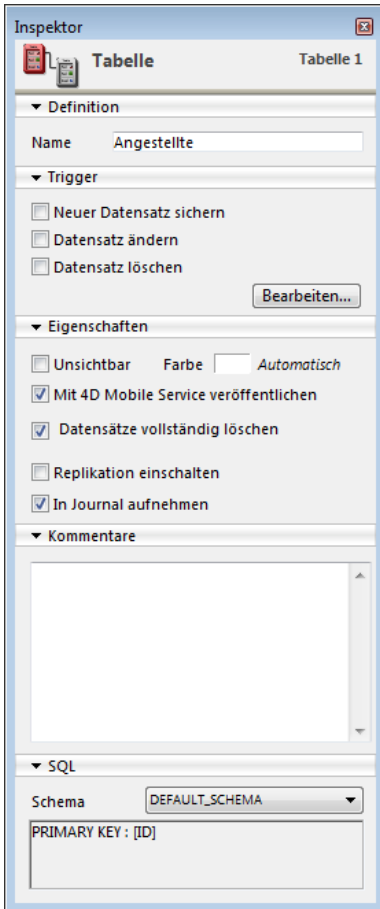 Inspektor
Tabelle Tabelle 1
Definition
Name Angestellte
Trigger
Neuer Datensatz sichern
Datensatz ändern
Datensatz löschen
Bearbeiten...
Eigenschaften
Unsichtbar Farbe Automatisch
Mit 4D Mobile Service veröffentlichen
Datensätze vollständig löschen
Replikation einschalten
In Journal aufnehmen
Kommentare
SQL
Schema DEFAULT_SCHEMA
PRIMARY KEY : [ID]